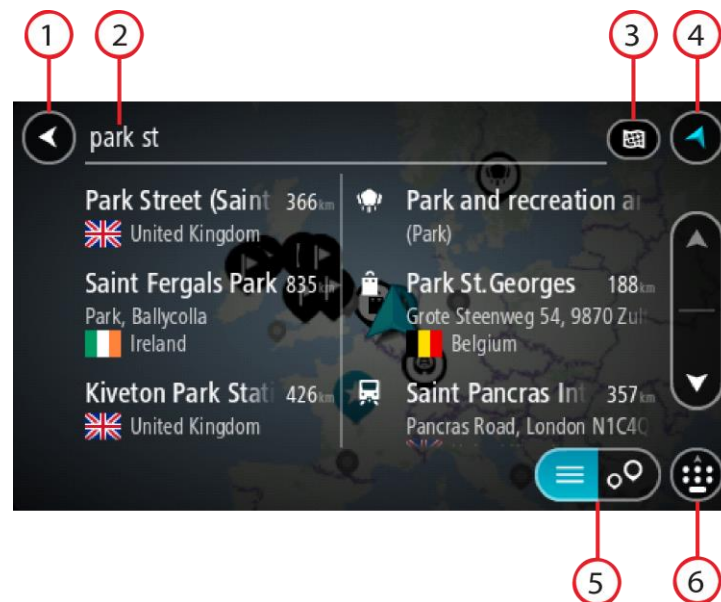 1 2 3 4
park st
Park Street (Saint 366km
United Kingdom
Saint Fergals Park 835km
Park, Ballycolla
Ireland
Kiveton Park Stati 426km
United Kingdom
Park and recreation a
(Park)
Park St.Georges 188km
Grote Steenweg 54, 9870 Zul
Belgium
Saint Pancras Int 357km
Pancras Road, London N1C4Q
5 6